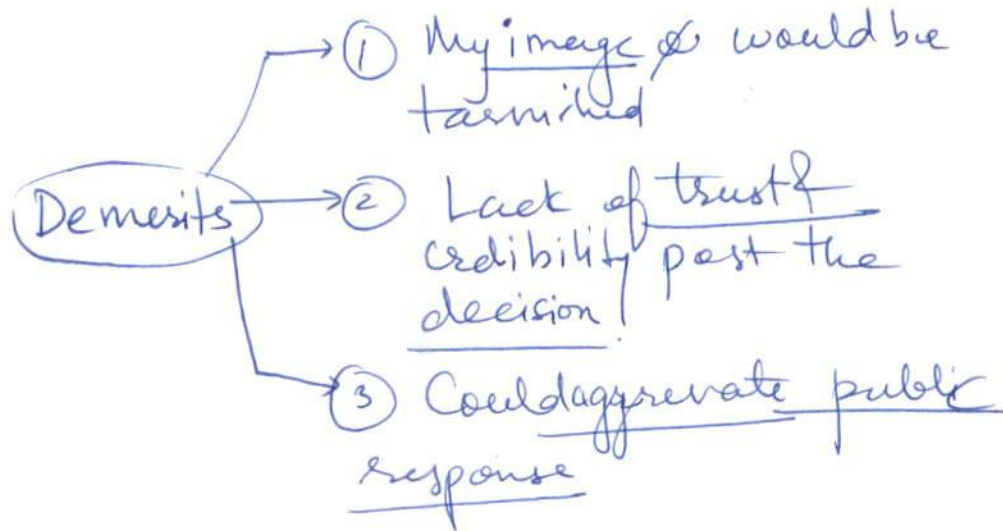 ① My image would be
tarnished
Demerits
② Lack of trust &
credibility post the
decision
③ Could aggrevate public
response